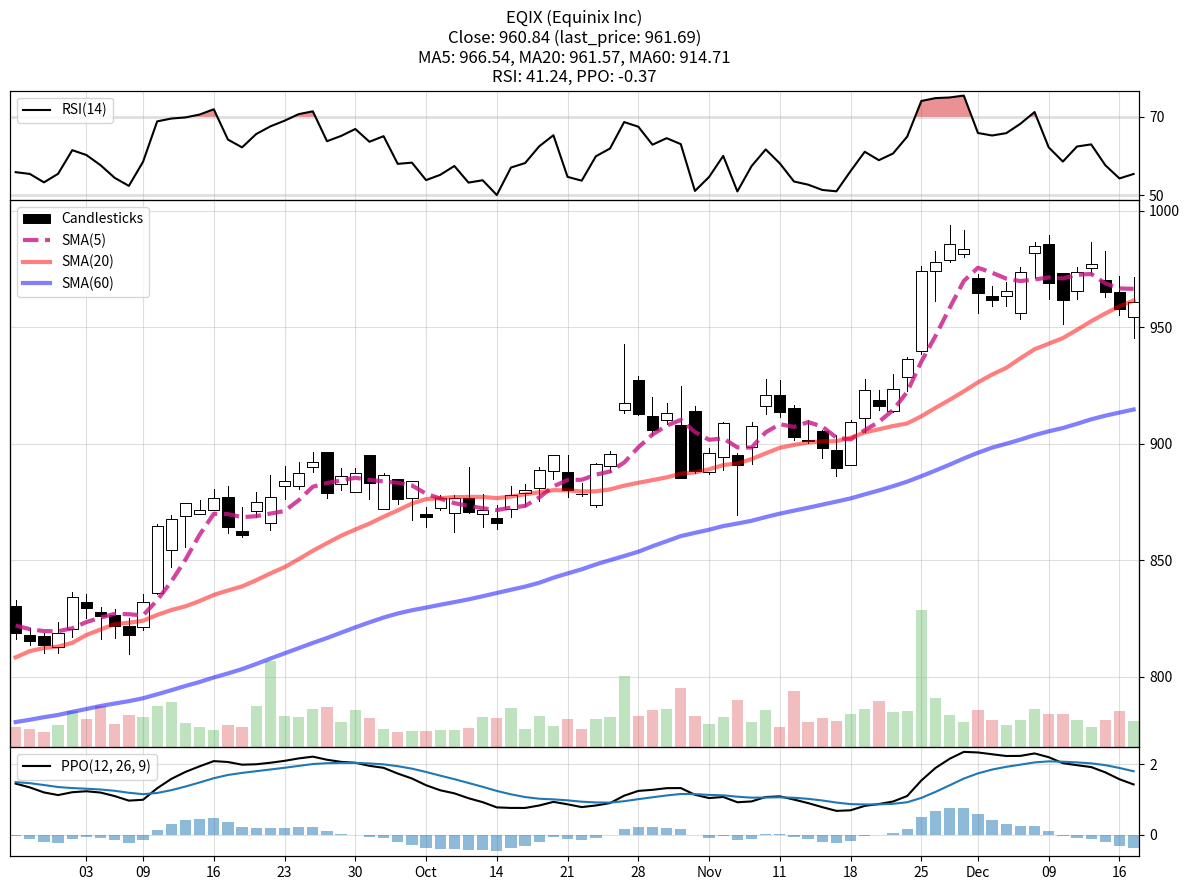 EQIX (Equinix Inc)
Close: 960.84 (last_price: 961.69)
MA5: 966.54, MA20: 961.57, MA60: 914.71
RSI: 41.24, PPO: -0.37
RSI(14)
70
50
Candlesticks
SMA(5)
SMA(20)
SMA(60)
1000
950
900
850
800
PPO(12, 26, 9)
2
0
03 09 16 23 30 Oct 14 21 28 Nov 11 18 25 Dec 09 16